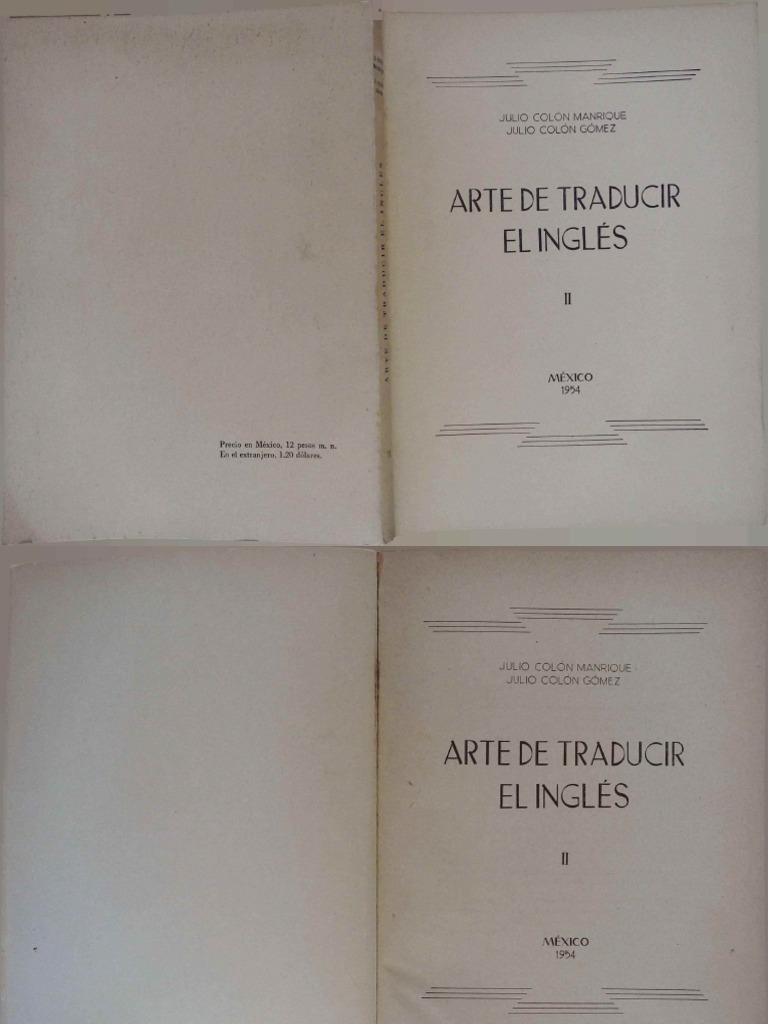 JULIO COLÓN MANRIQUE
JULIO COLÓN GÓMEZ
ARTE DE TRADUCIR
EL INGLÉS
II
MÉXICO
1954
ARTE DE TRADUCIR EL INGLÉS
Precio en México, 12 pesos m. n.
En el extranjero, 1.20 dólares.
JULIO COLÓN MANRIQUE
JULIO COLÓN GÓMEZ
ARTE DE TRADUCIR
EL INGLÉS
II
MÉXICO
1954